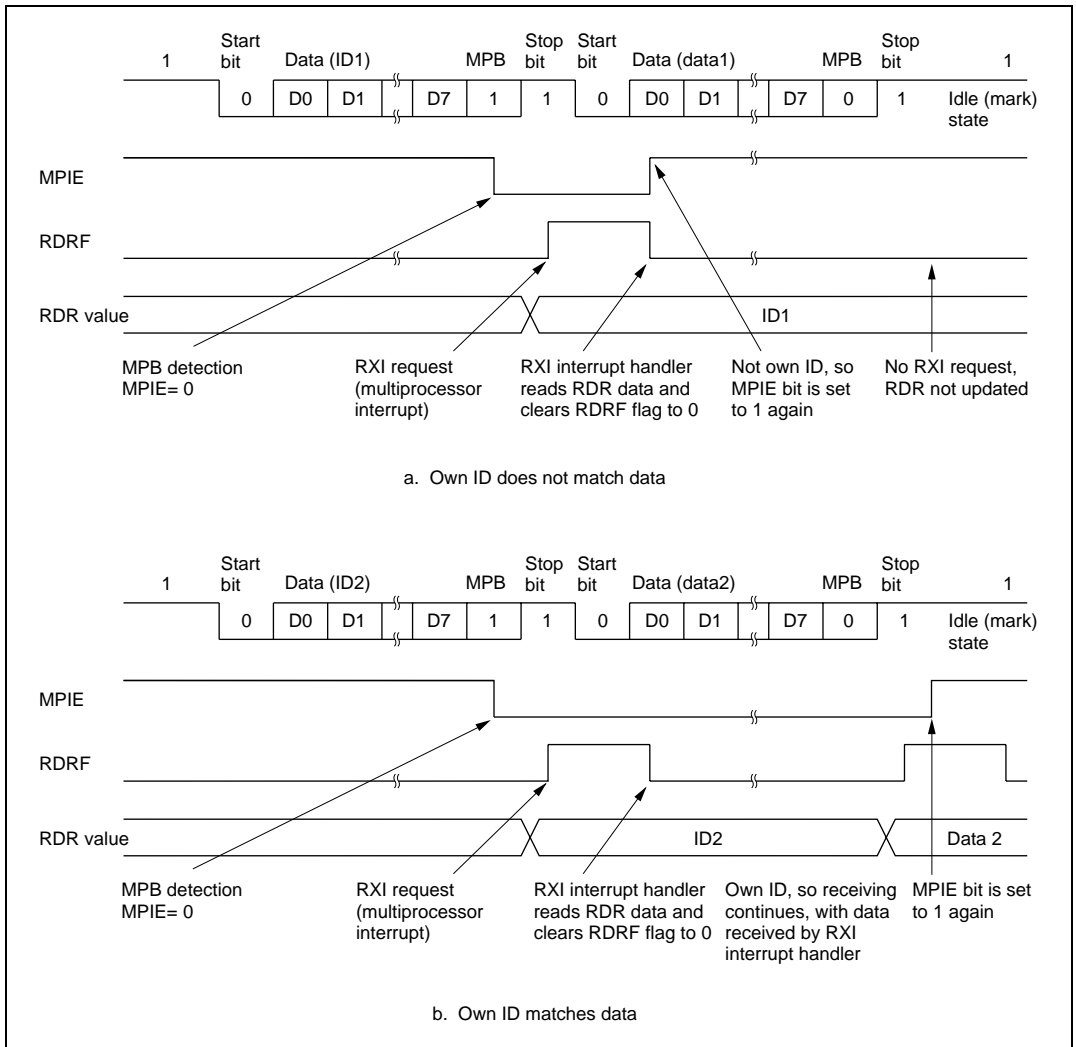 Start Stop Start Stop
1 bit Data (ID1) MPB bit bit Data (data1) MPB bit 1
0 D0 D1 D7 1 1 0 D0 D1 D7 0 1 Idle (mark)
state
MPIE
RDRF
RDR value ID1
MPB detection
MPIE= 0
RXI request
(multiprocessor
interrupt)
RXI interrupt handler
reads RDR data and
clears RDRF flag to 0
Not own ID, so
MPIE bit is set
to 1 again
No RXI request,
RDR not updated
a. Own ID does not match data
Start Stop Start Stop
1 bit Data (ID2) MPB bit bit Data (data2) MPB bit 1
0 D0 D1 D7 1 1 0 D0 D1 D7 0 1 Idle (mark)
state
MPIE
RDRF
RDR value ID2 Data 2
MPB detection
MPIE= 0
RXI request
(multiprocessor
interrupt)
RXI interrupt handler
reads RDR data and
clears RDRF flag to 0
Own ID, so receiving
continues, with data
received by RXI
interrupt handler
MPIE bit is set
to 1 again
b. Own ID matches data